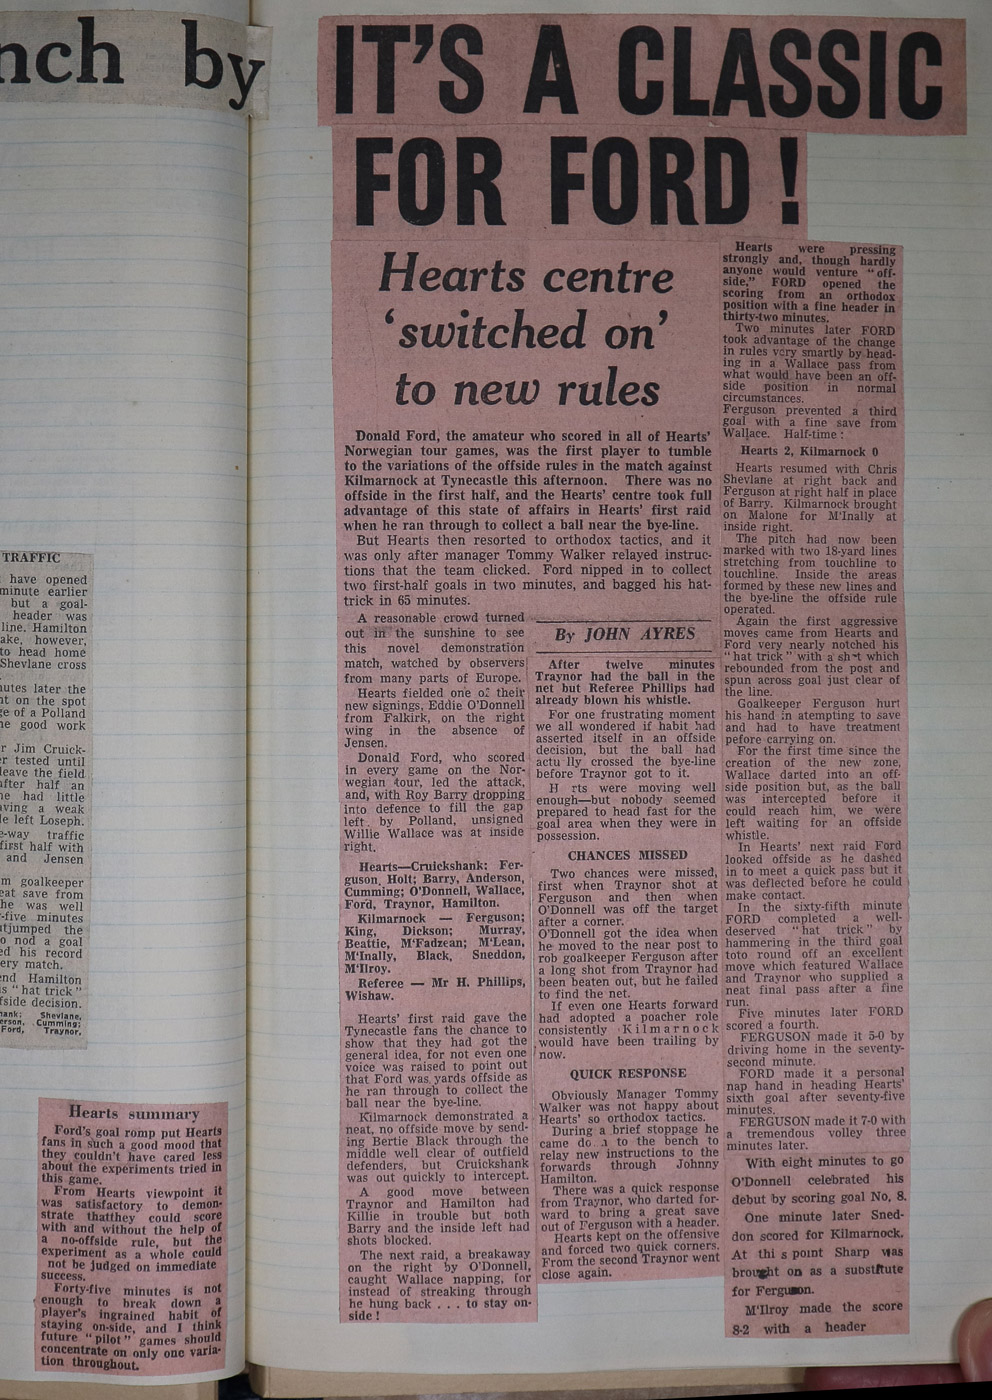 nch by
TRAFFIC
have opened
minute earlier
but a goal-
header was
line. Hamilton
ake, however,
to head home
Shevlane cross
nutes later the
nt on the spot
ge of a Polland
he good work
r Jim Cruick-
er tested until
leave the field
after half an
he had little
aving a weak
le left Loseph.
e-way traffic
first half with
and Jensen
m goalkeeper
eat save from
he was well
y-five minutes
utjumped the
o nod a goal
ed his record
ery match.
end Hamilton
is "hat trick"
ffside decision.
hank; Shevlane,
erson, Cumming;
Ford, Traynor,
Hearts summary
Ford's goal romp put Hearts
fans in such a good mood that
they couldn't have cared less
about the experiments tried in
this game.
From Hearts viewpoint it
was satisfactory to demon-
strate thatthey could score
with and without the help of
a no-offside rule, but the
experiment as a whole could
not be judged on immediate
success.
Forty-five minutes is not
enough to break down a
player's ingrained habit of
staying on-side, and I think
future "pilot" games should
concentrate on only one varia-
tion throughout.
IT'S A CLASSIC
FOR FORD !
Hearts centre
'switched on'
to new rules
Donald Ford, the amateur who scored in all of Hearts'
Norwegian tour games, was the first player to tumble
to the variations of the offside rules in the match against
Kilmarnock at Tynecastle this afternoon. There was no
offside in the first half, and the Hearts' centre took full
advantage of this state of affairs in Hearts' first raid
when he ran through to collect a ball near the bye-line.
But Hearts then resorted to orthodox tactics, and it
was only after manager Tommy Walker relayed instruc-
tions that the team clicked. Ford nipped in to collect
two first-half goals in two minutes, and bagged his hat-
trick in 65 minutes.
A reasonable crowd turned
out in the sunshine to see
this novel demonstration
match, watched by observers
from many parts of Europe.
Hearts fielded one of their
new signings, Eddie O'Donnell
from Falkirk, on the right
wing in the absence of
Jensen.
Donald Ford, who scored
in every game on the Nor-
wegian tour, led the attack,
and, with Roy Barry dropping
into defence to fill the gap
left by Polland, unsigned
Willie Wallace was at inside
right.
Hearts—Cruickshank; Fer-
guson, Holt; Barry, Anderson,
Cumming; O'Donnell, Wallace,
Ford, Traynor, Hamilton.
Kilmarnock — Ferguson;
King, Dickson; Murray,
Beattie, M'Fadzean; M'Lean,
M'Inally, Black, Sneddon,
M'Ilroy.
Referee — Mr H. Phillips,
Wishaw.
Hearts' first raid gave the
Tynecastle fans the chance to
show that they had got the
general idea, for not even one
voice was raised to point out
that Ford was yards offside as
he ran through to collect the
ball near the bye-line.
Kilmarnock demonstrated a
neat, no offside move by send-
ing Bertie Black through the
middle well clear of outfield
defenders, but Cruickshank
was out quickly to intercept.
A good move between
Traynor and Hamilton had
Killie in trouble but both
Barry and the inside left had
shots blocked.
The next raid, a breakaway
on the right by O'Donnell,
caught Wallace napping, for
instead of streaking through
he hung back . . . to stay on-
side !
By JOHN AYRES
After twelve minutes
Traynor had the ball in the
net but Referee Phillips had
already blown his whistle.
For one frustrating moment
we all wondered if habit had
asserted itself in an offside
decision, but the ball had
actu lly crossed the bye-line
before Traynor got to it.
H rts were moving well
enough—but nobody seemed
prepared to head fast for the
goal area when they were in
possession.
CHANCES MISSED
Two chances were missed,
first when Traynor shot at
Ferguson and then when
O'Donnell was off the target
after a corner.
O'Donnell got the idea when
he moved to the near post to
rob goalkeeper Ferguson after
a long shot from Traynor had
been beaten out, but he failed
to find the net.
If even one Hearts forward
had adopted a poacher role
consistently Kilmarnock
would have been trailing by
now.
QUICK RESPONSE
Obviously Manager Tommy
Walker was not happy about
Hearts' so orthodox tactics.
During a brief stoppage he
came do n to the bench to
relay new instructions to the
forwards through Johnny
Hamilton.
There was a quick response
from Traynor, who darted for-
ward to bring a great save
out of Ferguson with a header.
Hearts kept on the offensive
and forced two quick corners.
From the second Traynor went
close again.
Hearts were pressing
strongly and, though hardly
anyone would venture "off-
side," FORD opened the
scoring from an orthodox
position with a fine header in
thirty-two minutes.
Two minutes later FORD
took advantage of the change
in rules very smartly by head-
ing in a Wallace pass from
what would have been an off-
side position in normal
circumstances.
Ferguson prevented a third
goal with a fine save from
Wallace. Half-time :
Hearts 2, Kilmarnock 0
Hearts resumed with Chris
Shevlane at right back and
Ferguson at right half in place
of Barry. Kilmarnock brought
on Malone for M'Inally at
inside right.
The pitch had now been
marked with two 18-yard lines
stretching from touchline to
touchline. Inside the areas
formed by these new lines and
the bye-line the offside rule
operated.
Again the first aggressive
moves came from Hearts and
Ford very nearly notched his
"hat trick" with a sh t which
rebounded from the post and
spun across goal just clear of
the line.
Goalkeeper Ferguson hurt
his hand in atempting to save
and had to have treatment
pefore carrying on.
For the first time since the
creation of the new zone,
Wallace darted into an off-
side position but, as the ball
was intercepted before it
could reach him, we were
left waiting for an offside
whistle.
In Hearts' next raid Ford
looked offside as he dashed
in to meet a quick pass but it
was deflected before he could
make contact.
In the sixty-fifth minute
FORD completed a well-
deserved "hat trick" by
hammering in the third goal
toto round off an excellent
move which featured Wallace
and Traynor who supplied a
neat final pass after a fine
run.
Five minutes later FORD
scored a fourth.
FERGUSON made it 5-0 by
driving home in the seventy-
second minute.
FORD made it a personal
nap hand in heading Hearts'
sixth goal after seventy-five
minutes.
FERGUSON made it 7-0 with
a tremendous volley three
minutes later.
With eight minutes to go
O'Donnell celebrated his
debut by scoring goal No, 8.
One minute later Sned-
don scored for Kilmarnock.
At thi s point Sharp was
brought on as a substitute
for Ferguson.
M'Ilroy made the score
8-2 with a header